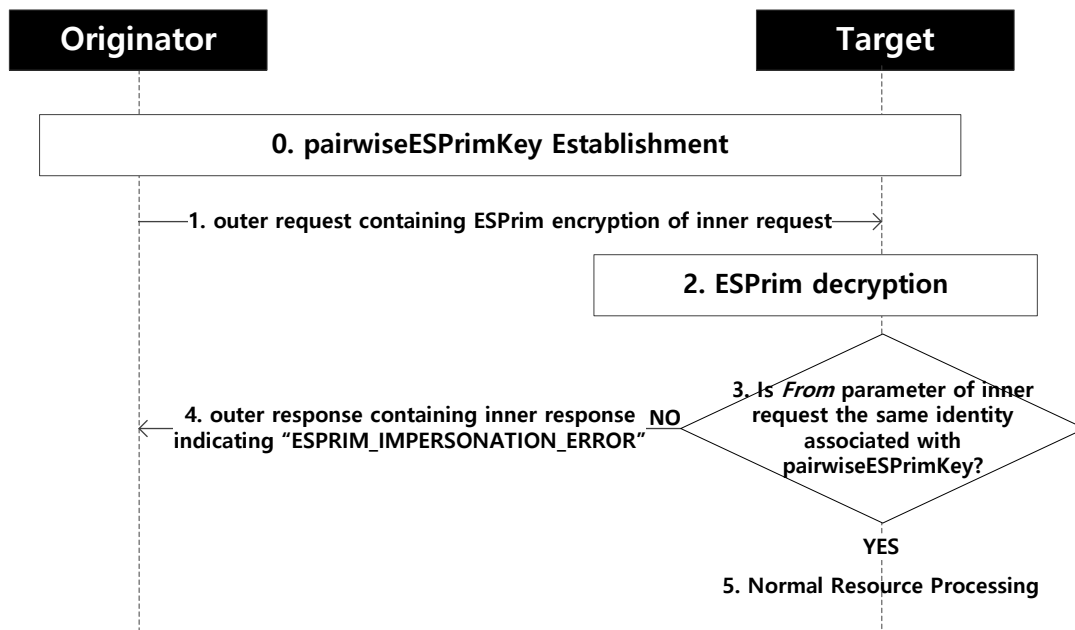 Originator
Target
0. pairwiseESPrimKey Establishment
1. outer request containing ESPrim encryption of inner request
2. ESPrim decryption
3. Is From parameter of inner
request the same identity
associated with
pairwiseESPrimKey?
NO
4. outer response containing inner response
indicating “ESPRIM_IMPERSONATION_ERROR”
YES
5. Normal Resource Processing